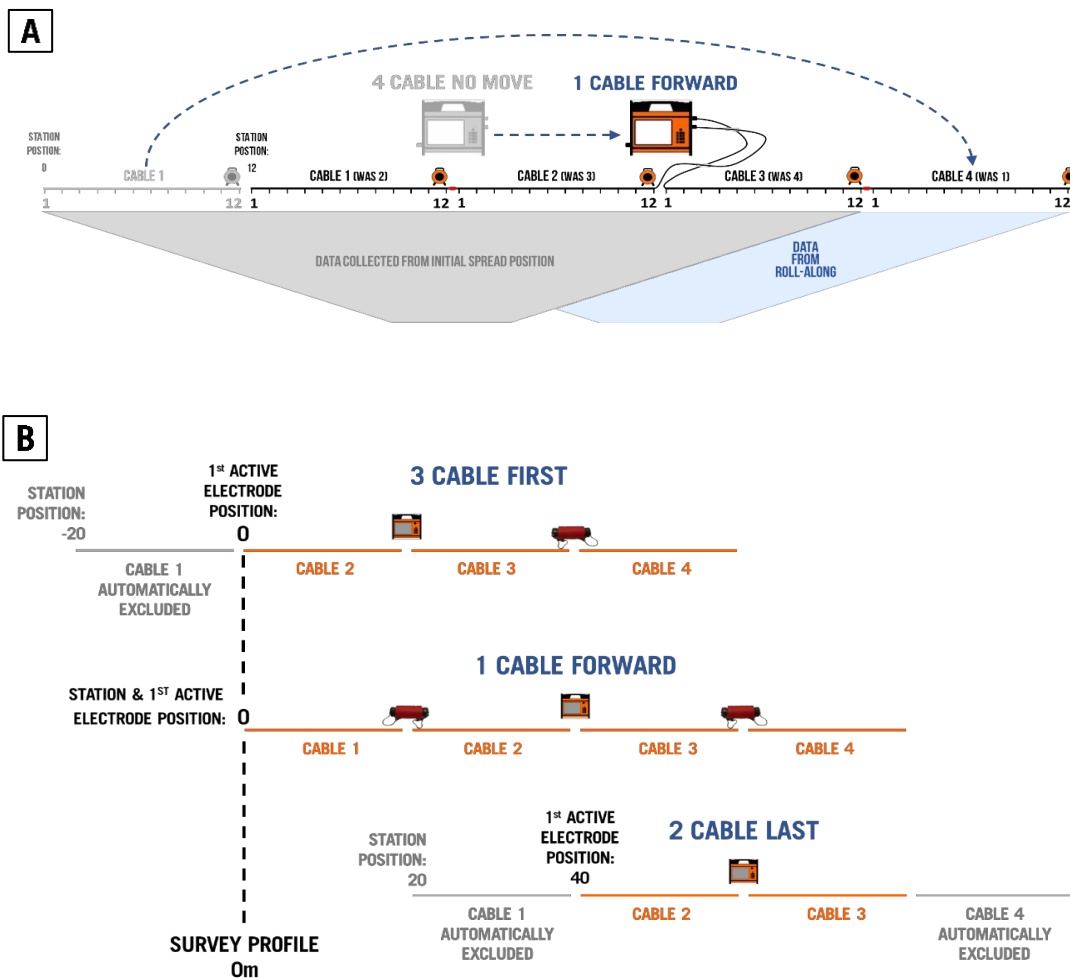 A
4 CABLE NO MOVE
1 CABLE FORWARD
STATION
POSTION:
0
STATION
POSTION:
12
CABLE 1
CABLE 1 (WAS 2)
CABLE 2 (WAS 3)
CABLE 3 (WAS 4)
CABLE 4 (WAS 1)
1 12 1 12 1 12 1 12 1 12
DATA COLLECTED FROM INITIAL SPREAD POSITION
DATA
FROM
ROLL-ALONG
B
3 CABLE FIRST
STATION
POSITION:
-20
1st ACTIVE
ELECTRODE
POSITION:
0
CABLE 1
AUTOMATICALLY
EXCLUDED
CABLE 2
CABLE 3
CABLE 4
1 CABLE FORWARD
STATION & 1ST ACTIVE
ELECTRODE POSITION: 0
CABLE 1
CABLE 2
CABLE 3
CABLE 4
2 CABLE LAST
STATION
POSITION:
20
1st ACTIVE
ELECTRODE
POSITION:
40
CABLE 1
AUTOMATICALLY
EXCLUDED
CABLE 2
CABLE 3
CABLE 4
AUTOMATICALLY
EXCLUDED
SURVEY PROFILE
0m